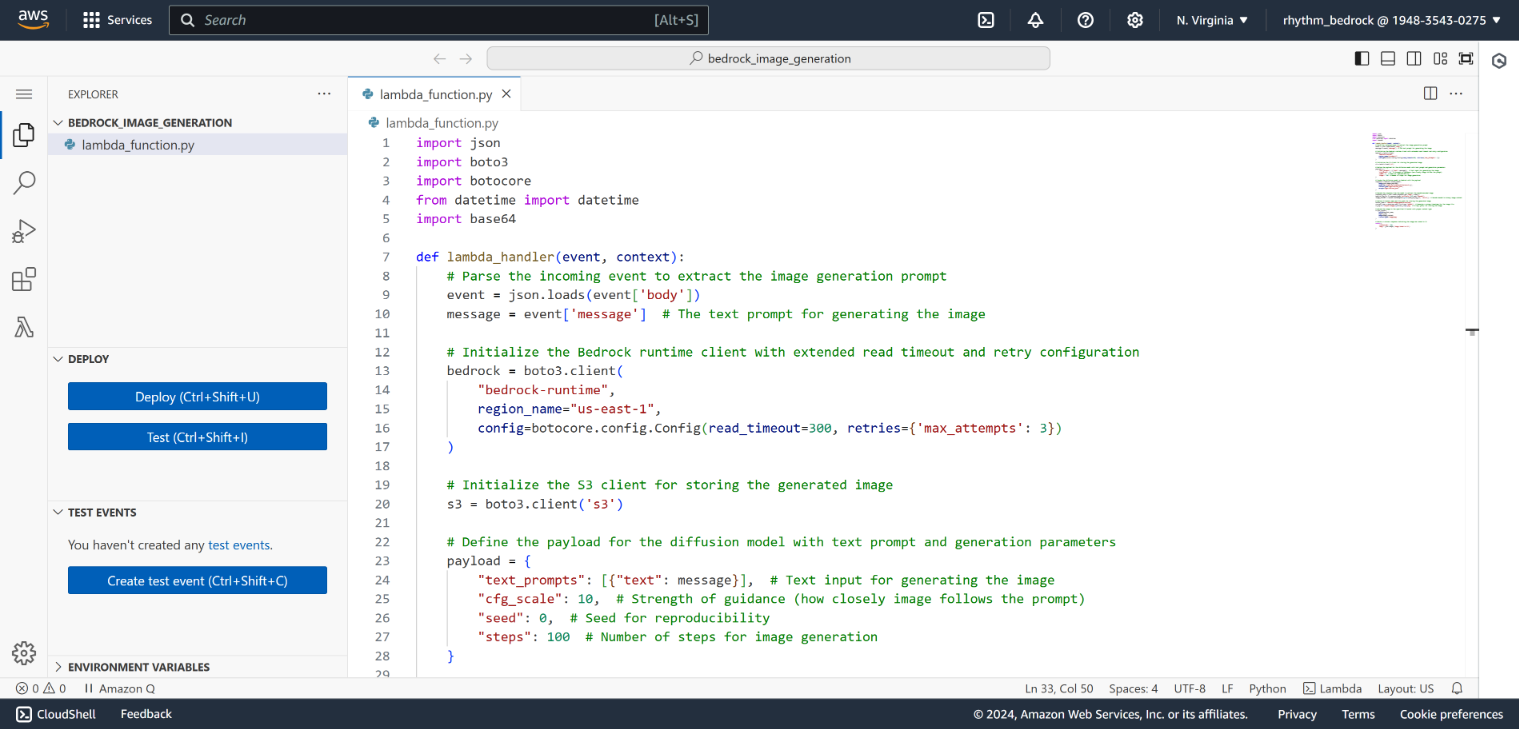 aws
Services
Search
[Alt+S]
N. Virginia
rhythm_bedrock @ 1948-3543-0275
bedrock_image_generation
EXPLORER
BEDROCK_IMAGE_GENERATION
lambda_function.py
DEPLOY
Deploy (Ctrl+Shift+U)
Test (Ctrl+Shift+I)
TEST EVENTS
You haven't created any test events.
Create test event (Ctrl+Shift+C)
ENVIRONMENT VARIABLES
lambda_function.py
lambda_function.py
1 import json
2 import boto3
3 import botocore
4 from datetime import datetime
5 import base64
6
7 def lambda_handler(event, context):
8 # Parse the incoming event to extract the image generation prompt
9 event = json.loads(event['body'])
10 message = event['message']  # The text prompt for generating the image
11
12 # Initialize the Bedrock runtime client with extended read timeout and retry configuration
13 bedrock = boto3.client(
14 "bedrock-runtime",
15 region_name="us-east-1",
16 config=botocore.config.Config(read_timeout=300, retries={'max_attempts': 3})
17 )
18
19 # Initialize the S3 client for storing the generated image
20 s3 = boto3.client('s3')
21
22 # Define the payload for the diffusion model with text prompt and generation parameters
23 payload = {
24 "text_prompts": [{"text": message}],  # Text input for generating the image
25 "cfg_scale": 10,  # Strength of guidance (how closely image follows the prompt)
26 "seed": 0,  # Seed for reproducibility
27 "steps": 100  # Number of steps for image generation
28 }
29
0 0 Amazon Q
Ln 33, Col 50
Spaces: 4
UTF-8
LF
Python
Lambda
Layout: US
CloudShell
Feedback
© 2024, Amazon Web Services, Inc. or its affiliates.
Privacy
Terms
Cookie preferences